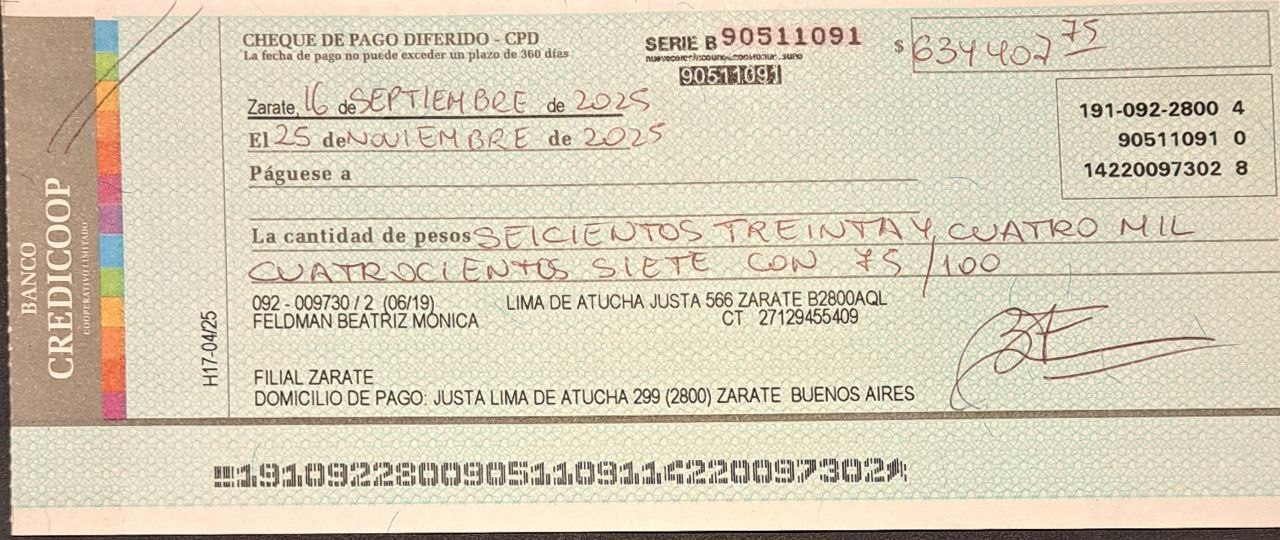 BANCO
CREDICOOP
COOPERATIVO LIMITADO
CHEQUE DE PAGO DIFERIDO - CPD
La fecha de pago no puede exceder un plazo de 360 días
SERIE B 90511091
90511091
$ 634407 75
Zarate, 16 de SEPTIEMBRE de 2025
El 25 de NOVIEMBRE de 2025
Páguese a
191-092-2800 4
90511091 0
14220097302 8
La cantidad de pesos SEICIENTOS TREINTA Y CUATRO MIL
CUATROCIENTOS SIETE CON 75/100
092 - 009730 / 2 (06/19) LIMA DE ATUCHA JUSTA 566 ZARATE B2800AQL
FELDMAN BEATRIZ MONICA CT 27129455409
H17-04/25
FILIAL ZARATE
DOMICILIO DE PAGO: JUSTA LIMA DE ATUCHA 299 (2800) ZARATE BUENOS AIRES
19109228009051109114220097302